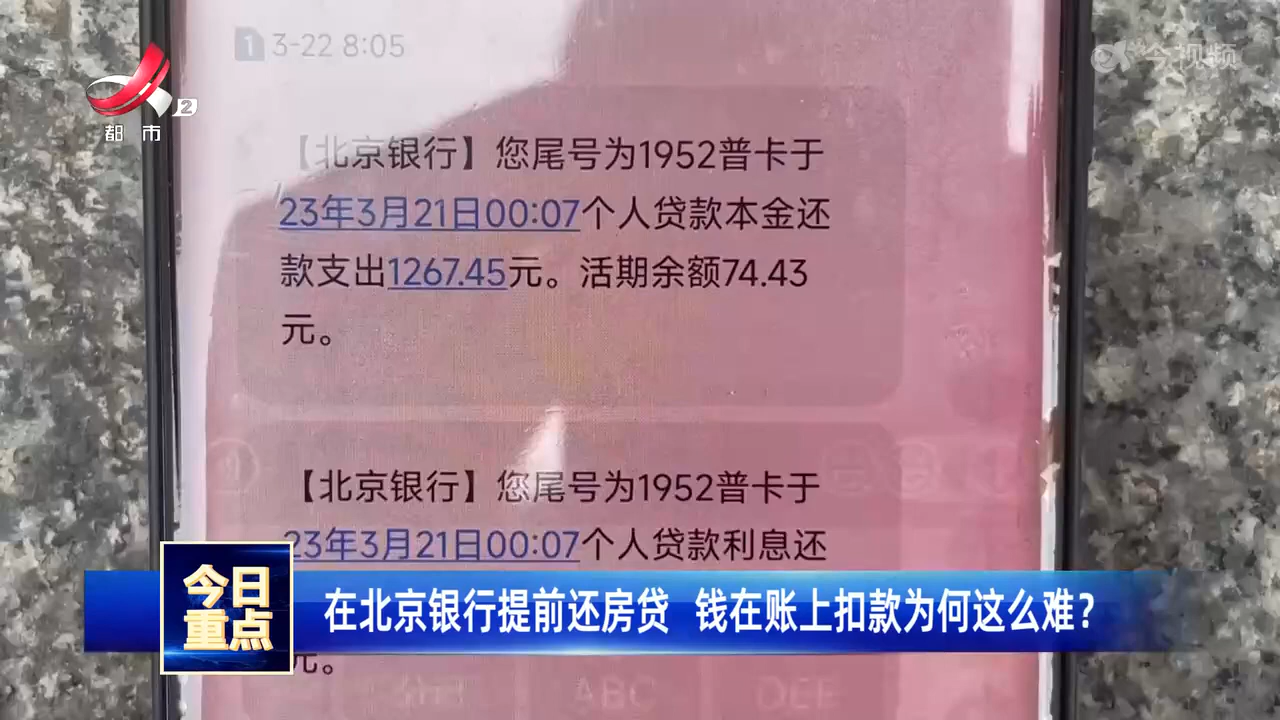 1 3-22 8:05
今视频
2
都市
【北京银行】您尾号为1952普卡于
23年3月21日00:07个人贷款本金还
款支出1267.45元。活期余额74.43
元。
【北京银行】您尾号为1952普卡于
23年3月21日00:07个人贷款利息还
今日
重点
在北京银行提前还房贷 钱在账上扣款为何这么难?
元。
ABC
DEF